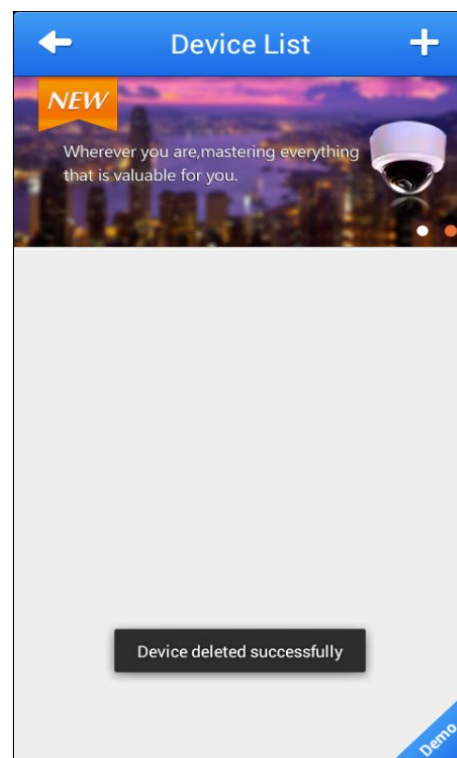 Device List
NEW
Wherever you are,mastering everything
that is valuable for you.
Device deleted successfully
Demo